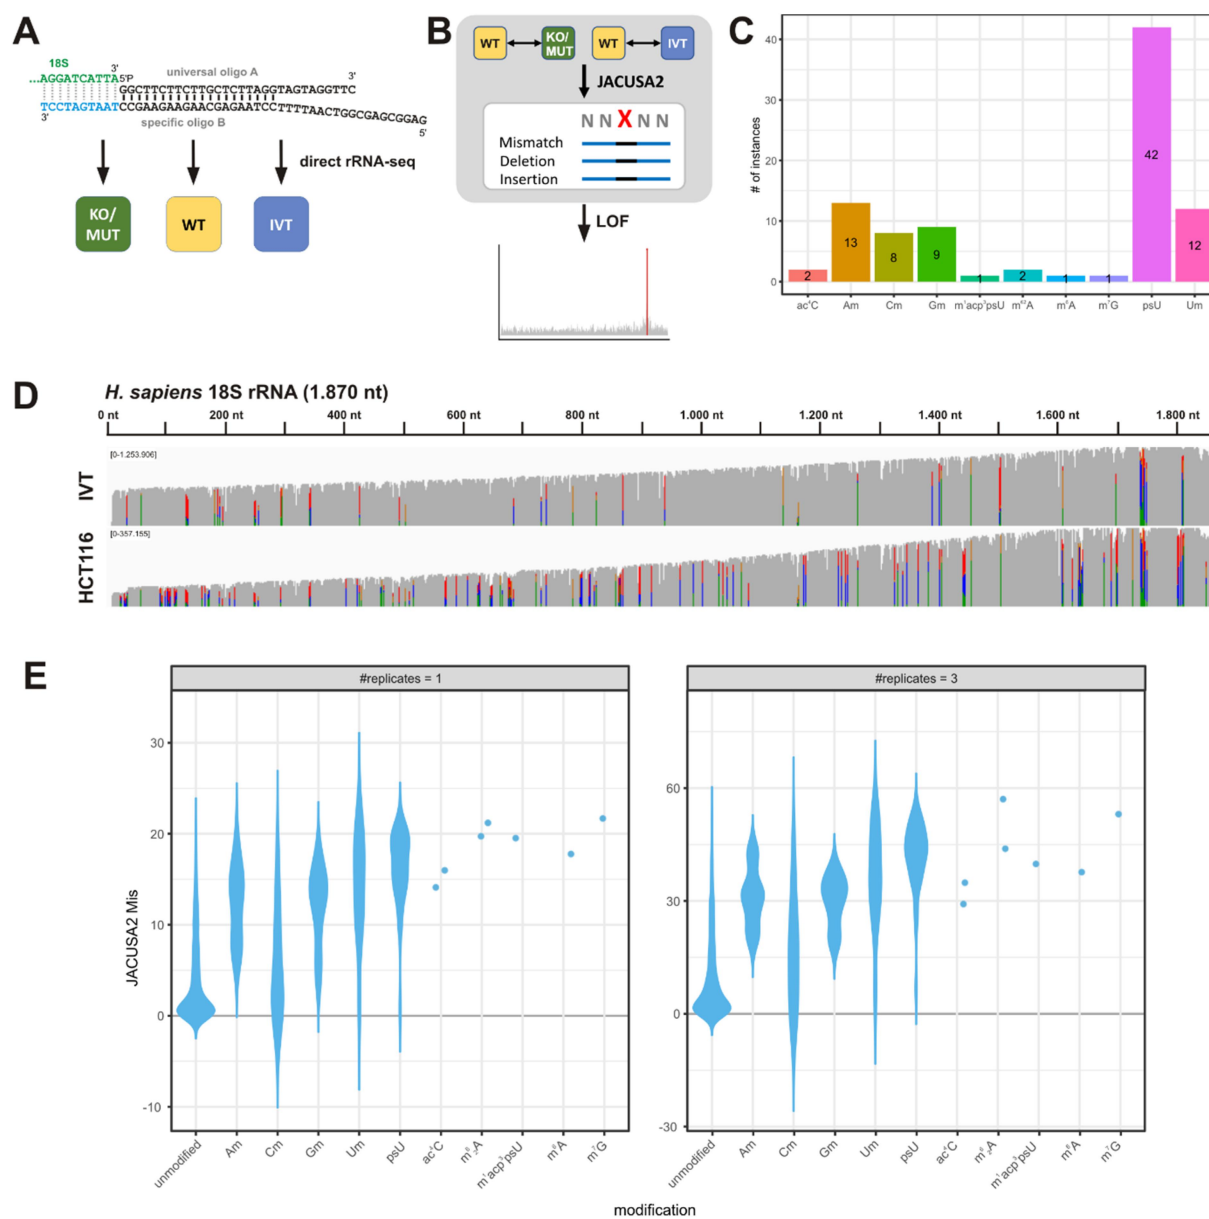 A
18S
3'
...AGGATCATTA
5'P
universal oligo A
3'
GGCTTCTTCTTGCTCTTAGGTAGTAGGTTC
TCCTAGTAATCCGAAGAAGAACGAGAATCCTTTTAACTGGCGAGCGGAG
3'
specific oligo B
5'
direct rRNA-seq
KO/
MUT
WT
IVT
B
WT
KO/
MUT
WT
IVT
JACUSA2
N N X N N
Mismatch
Deletion
Insertion
LOF
C
# of instances
40
30
20
10
0
2
13
8
9
1
2
1
1
42
12
ac⁴C
Am
Cm
Gm
m¹acp³psU
m⁶²A
m⁶A
m⁷G
psU
Um
D
H. sapiens 18S rRNA (1.870 nt)
0 nt
200 nt
400 nt
600 nt
800 nt
1.000 nt
1.200 nt
1.400 nt
1.600 nt
1.800 nt
IVT
[0-1.253.906]
HCT116
[0-357.155]
E
#replicates = 1
#replicates = 3
JACUSA2 Mis
30
20
10
0
-10
60
30
0
-30
unmodified
Am
Cm
Gm
Um
psU
ac⁴C
m⁶₂A
m¹acp³psU
m⁶A
m⁷G
unmodified
Am
Cm
Gm
Um
psU
ac⁴C
m⁶₂A
m¹acp³psU
m⁶A
m⁷G
modification